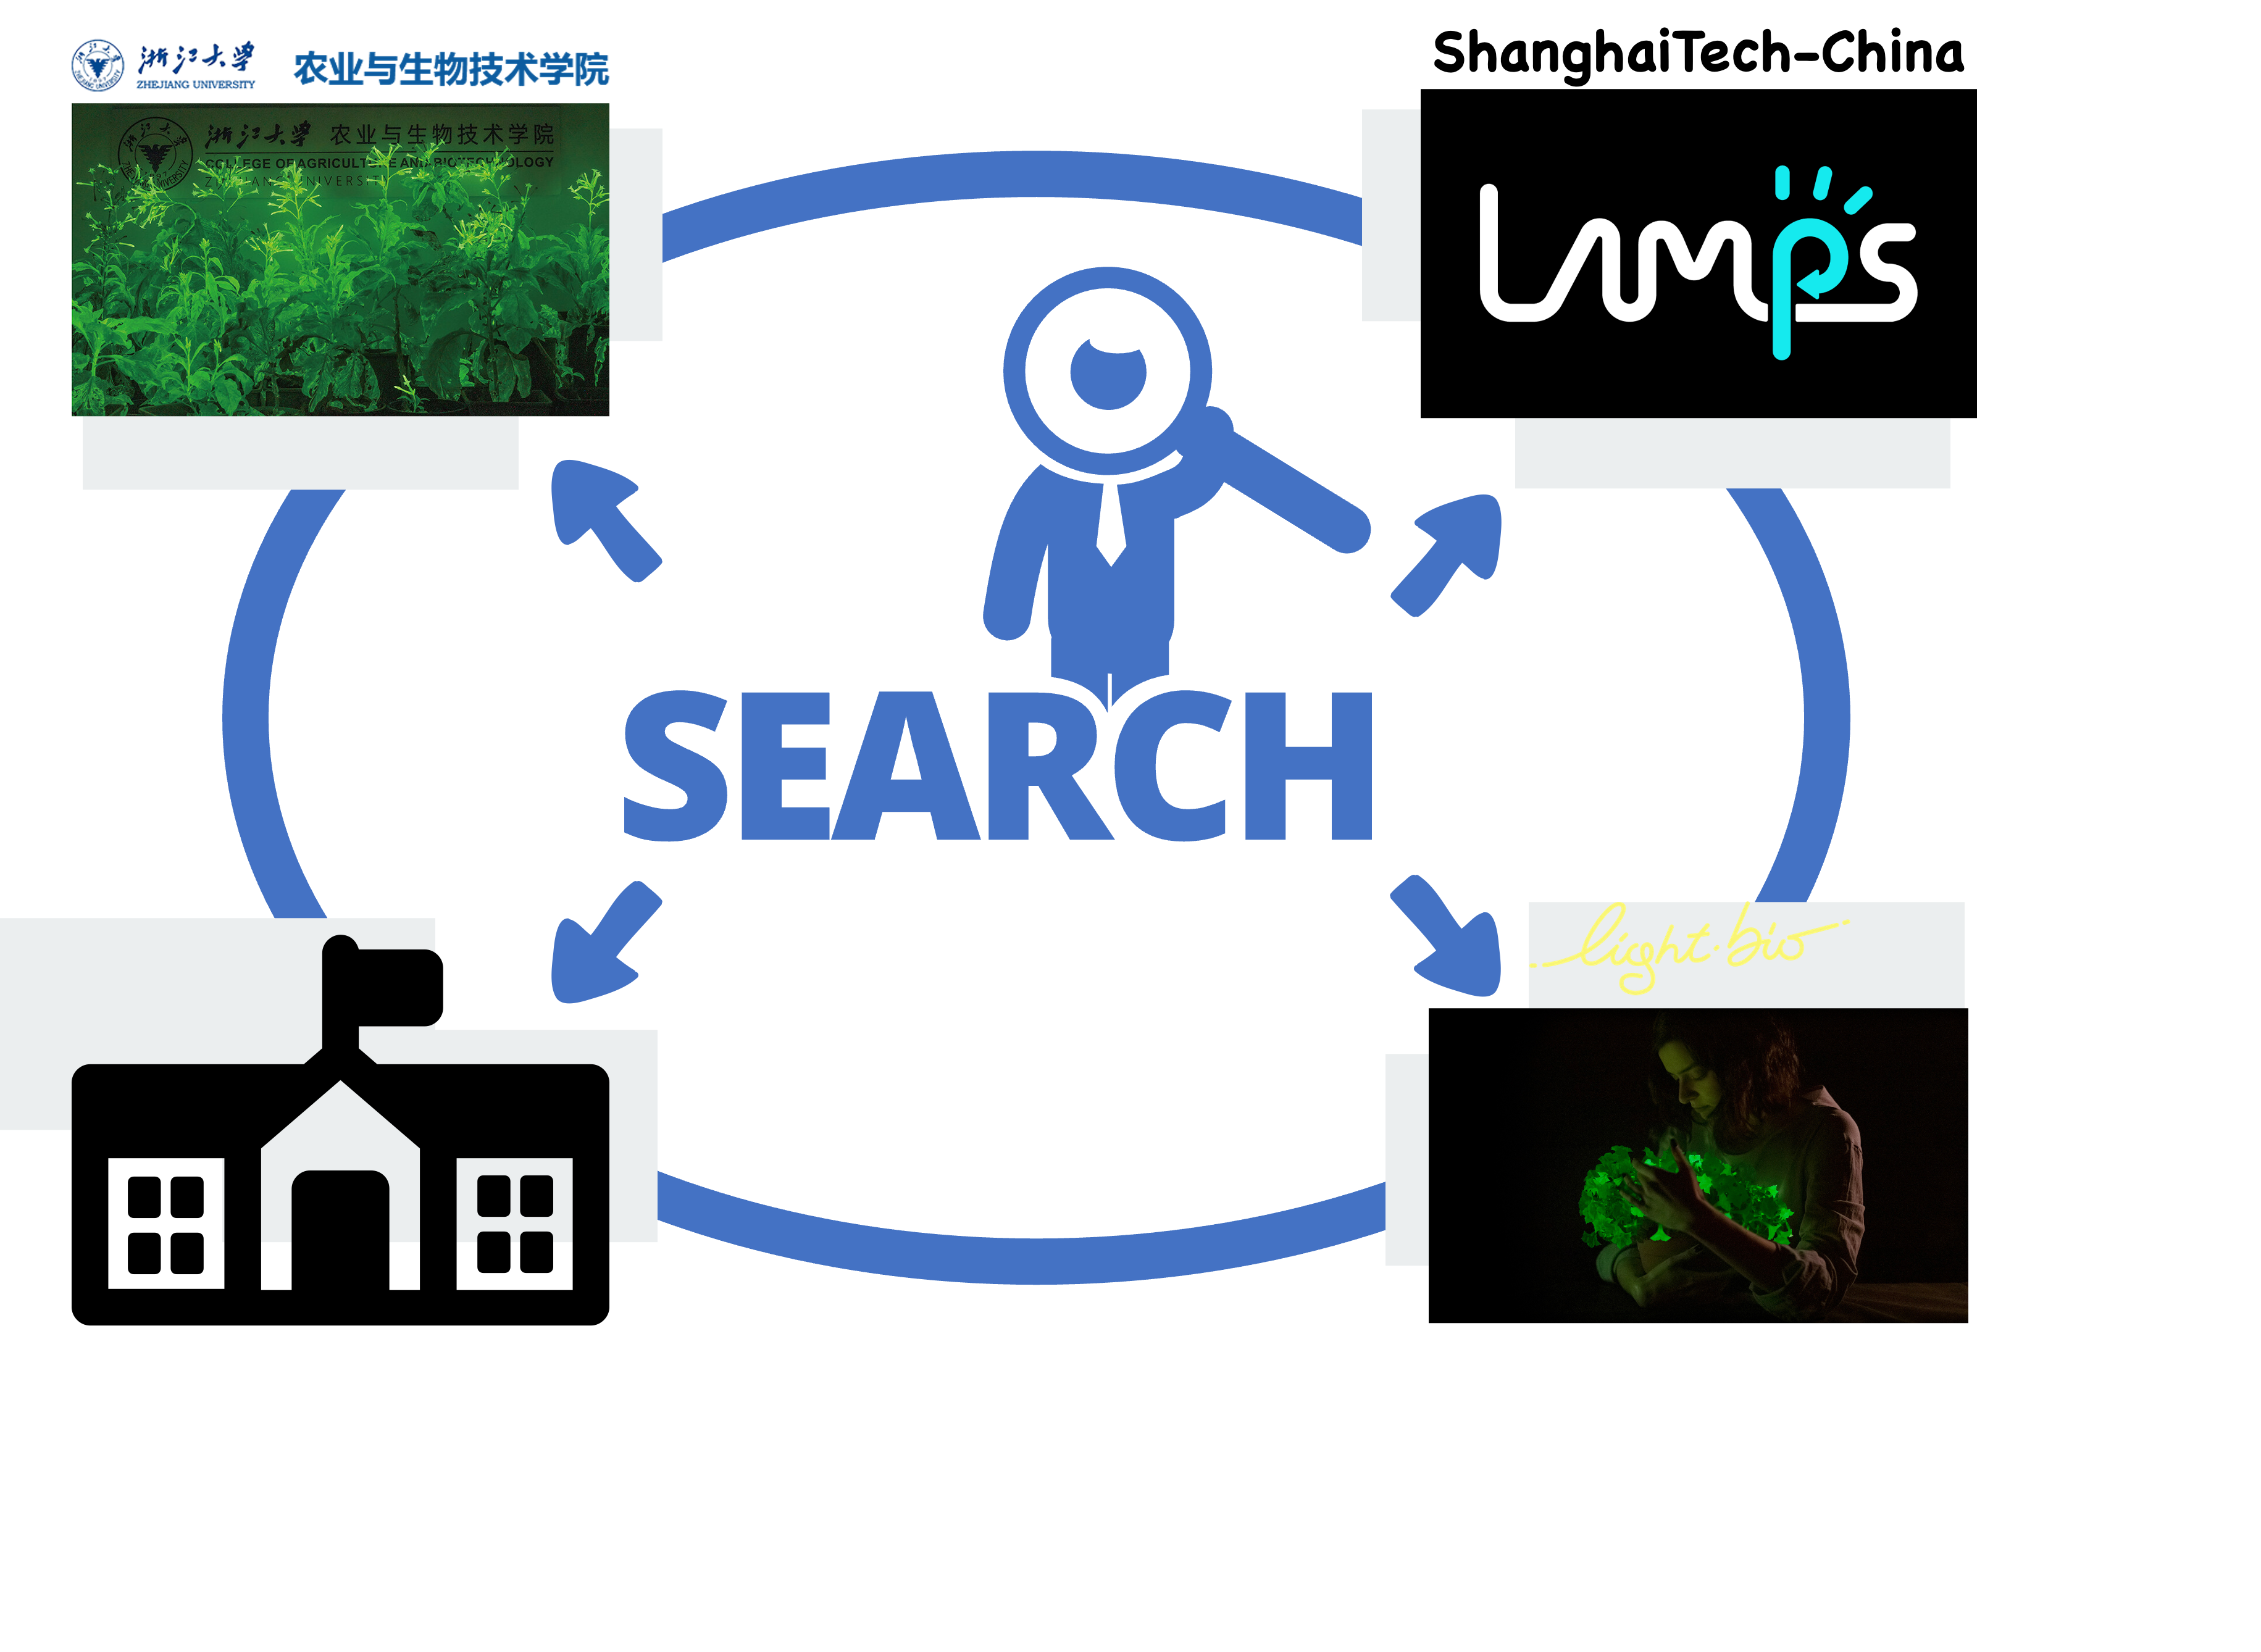 浙江大学
ZHEJIANG UNIVERSITY
农业与生物技术学院
浙江大学 农业与生物技术学院
COLLEGE OF AGRICULTURE AND BIOTECHNOLOGY
ZHEJIANG UNIVERSITY
ShanghaiTech-China
LAMPS
SEARCH
light.bio